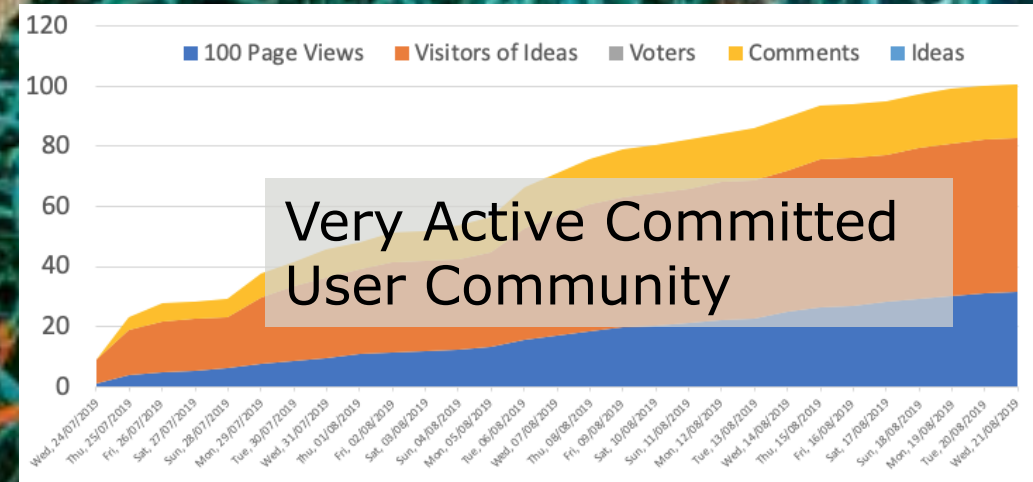 120
100 Page Views Visitors of Ideas Voters Comments Ideas
100
80
60
Very Active Committed
User Community
40
20
0
Wed, 24/07/2019
Thu, 25/07/2019
Fri, 26/07/2019
Sat, 27/07/2019
Sun, 28/07/2019
Mon, 29/07/2019
Tue, 30/07/2019
Wed, 31/07/2019
Thu, 01/08/2019
Fri, 02/08/2019
Sat, 03/08/2019
Sun, 04/08/2019
Mon, 05/08/2019
Tue, 06/08/2019
Wed, 07/08/2019
Thu, 08/08/2019
Fri, 09/08/2019
Sat, 10/08/2019
Sun, 11/08/2019
Mon, 12/08/2019
Tue, 13/08/2019
Wed, 14/08/2019
Thu, 15/08/2019
Fri, 16/08/2019
Sat, 17/08/2019
Sun, 18/08/2019
Mon, 19/08/2019
Tue, 20/08/2019
Wed, 21/08/2019